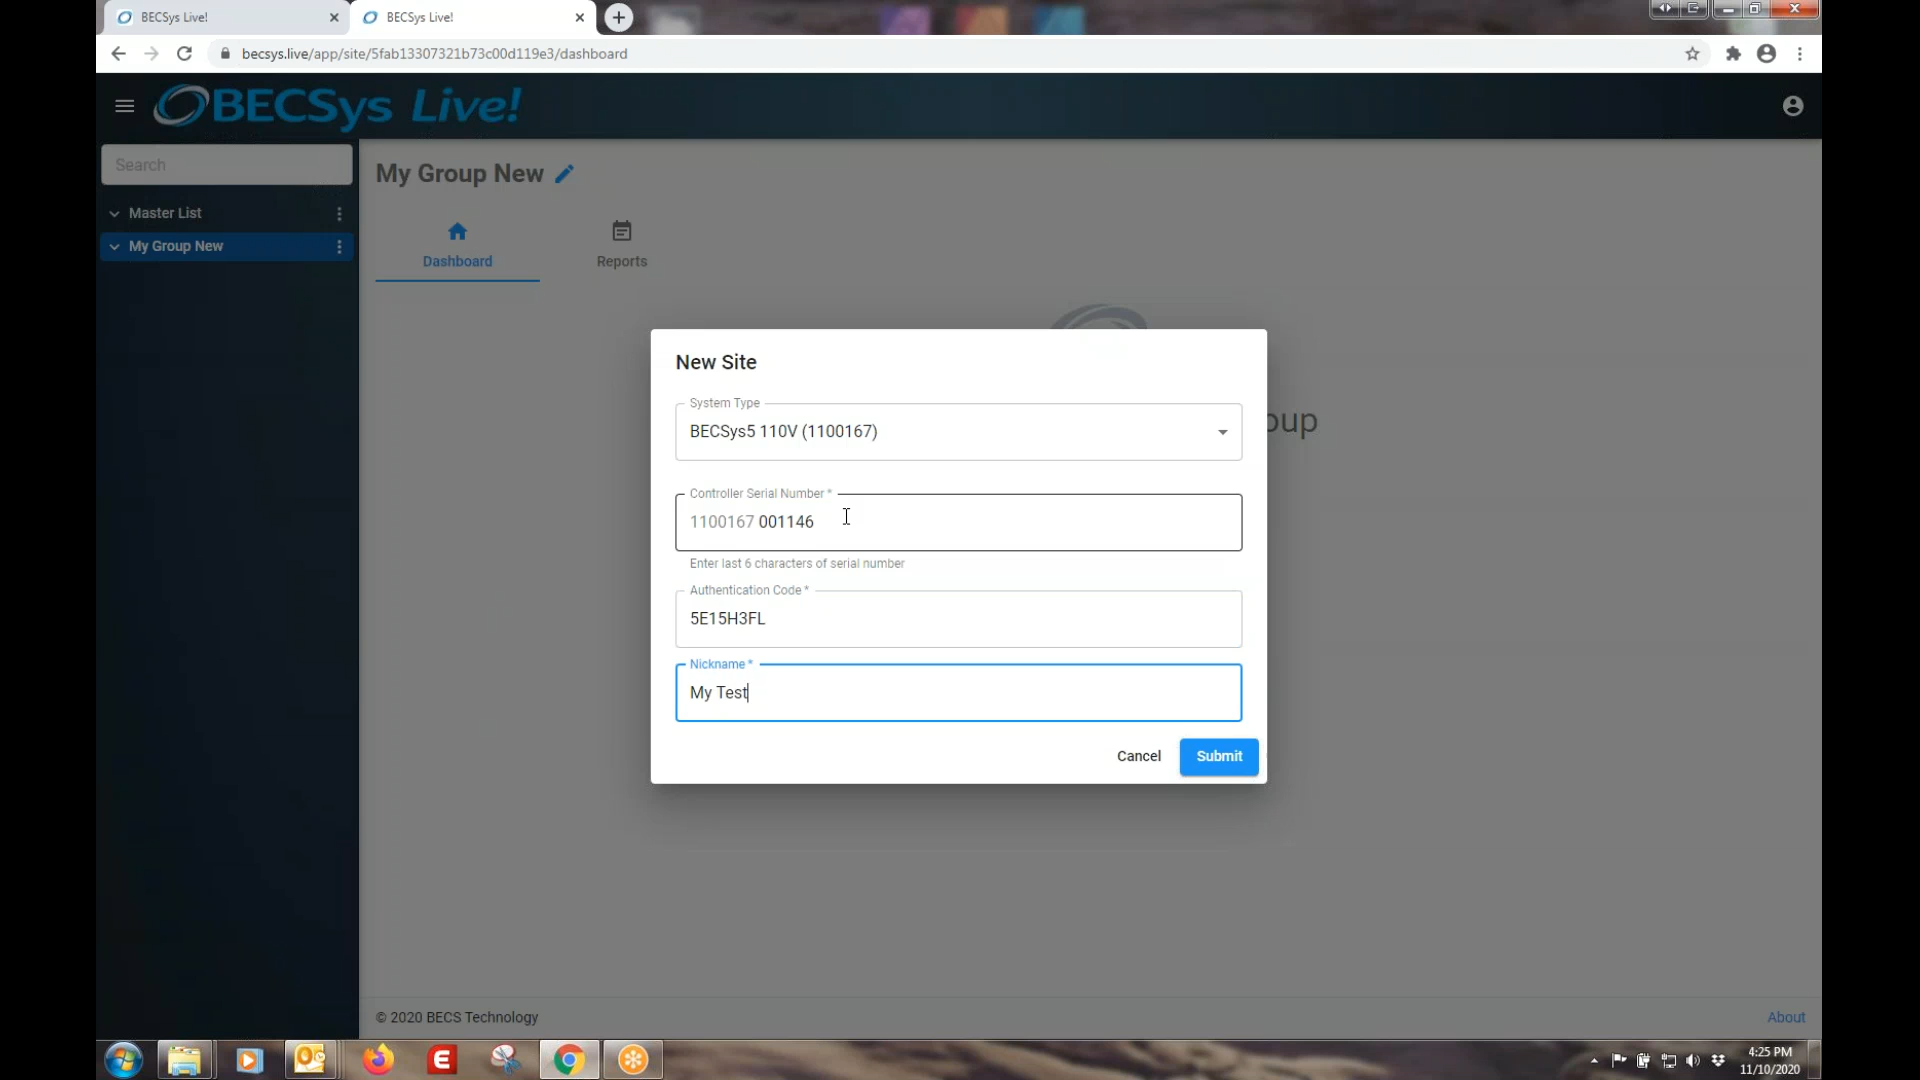 BECSys Live!
BECSys Live!
becsys.live/app/site/5fab13307321b73c00d119e3/dashboard
BECSys Live!
Search
My Group New
Master List
My Group New
Dashboard
Reports
oup
New Site
System Type
BECSys5 110V (1100167)
Controller Serial Number *
1100167 001146
Enter last 6 characters of serial number
Authentication Code *
5E15H3FL
Nickname *
My Test
Cancel
Submit
© 2020 BECS Technology
About
4:25 PM
11/10/2020